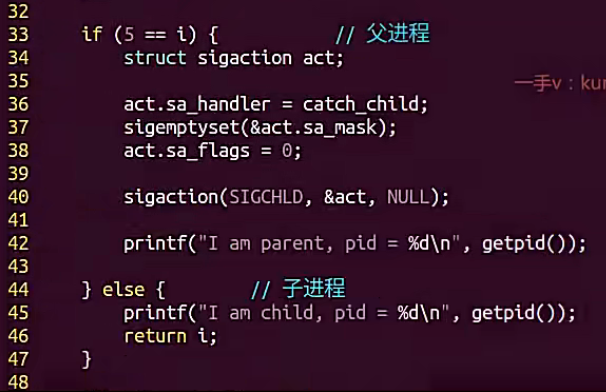 32
33 if (5 == i) { // 父进程
34 struct sigaction act;
35
一手v：kur
36 act.sa_handler = catch_child;
37 sigemptyset(&act.sa_mask);
38 act.sa_flags = 0;
39
40 sigaction(SIGCHLD, &act, NULL);
41
42 printf("I am parent, pid = %d\n", getpid());
43
44 } else { // 子进程
45 printf("I am child, pid = %d\n", getpid());
46 return i;
47 }
48